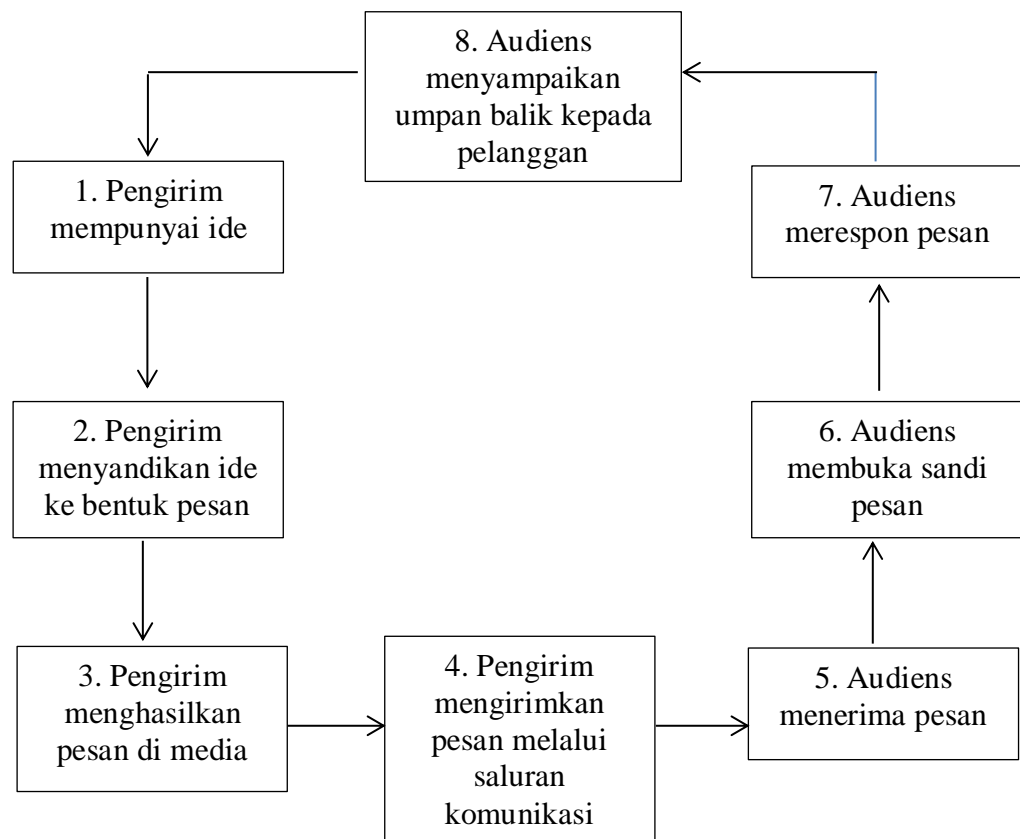 8. Audiens
menyampaikan
umpan balik kepada
pelanggan
1. Pengirim
mempunyai ide
7. Audiens
merespon pesan
2. Pengirim
menyandikan ide
ke bentuk pesan
6. Audiens
membuka sandi
pesan
3. Pengirim
menghasilkan
pesan di media
4. Pengirim
mengirimkan
pesan melalui
saluran
komunikasi
5. Audiens
menerima pesan